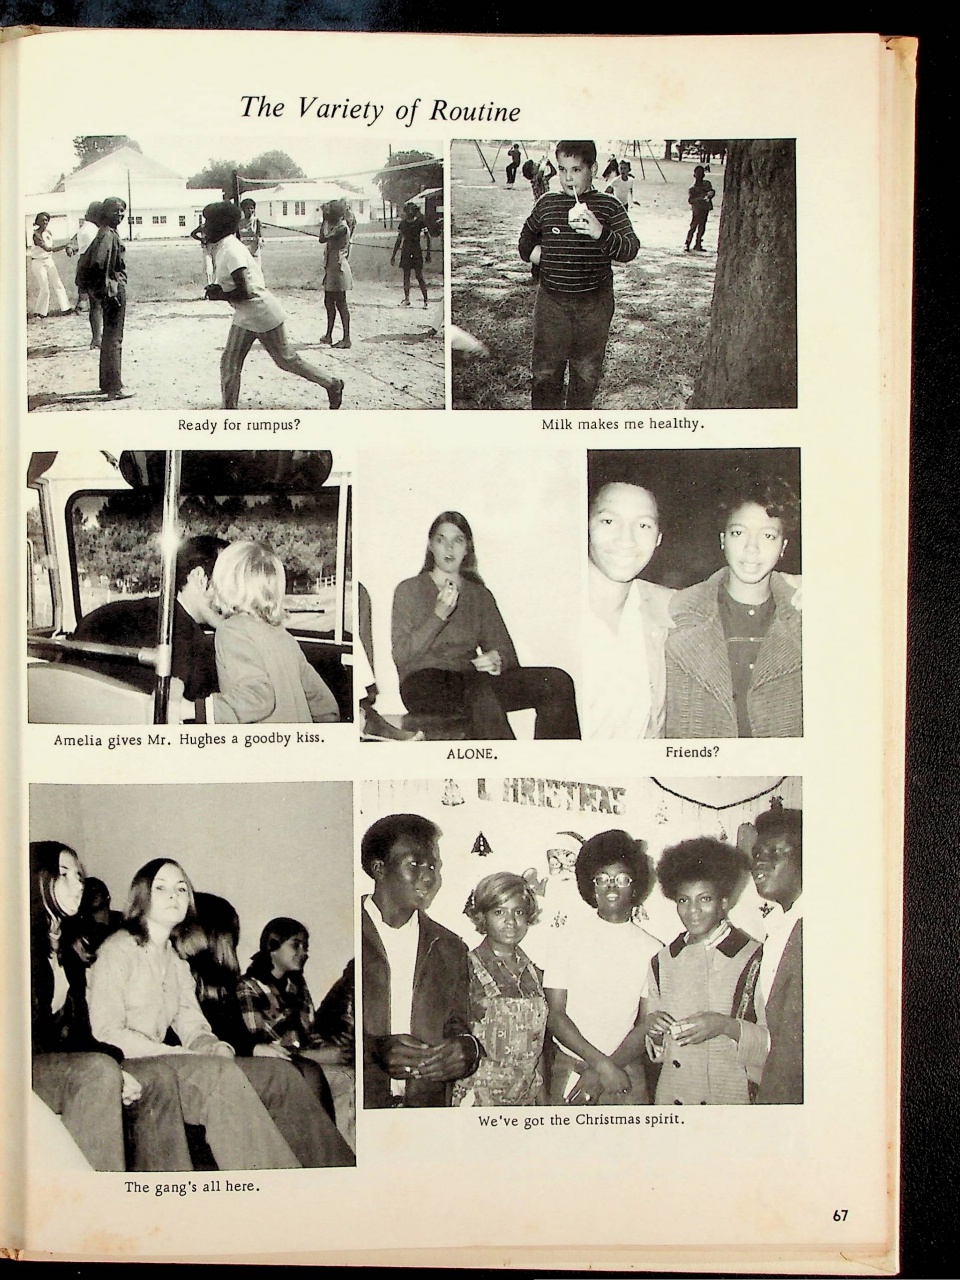 The Variety of Routine
Ready for rumpus?
Milk makes me healthy.
Amelia gives Mr. Hughes a goodby kiss.
ALONE.
Friends?
CHRISTMAS
The gang's all here.
We've got the Christmas spirit.
67